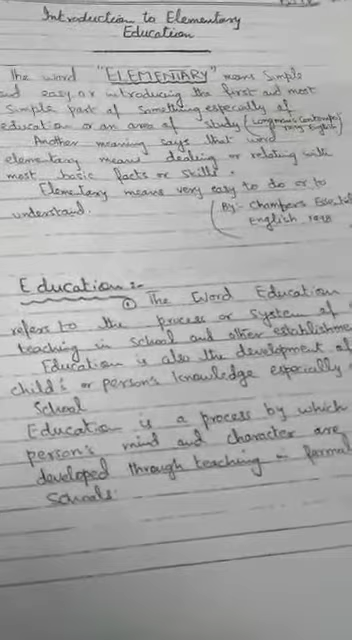 Introduction to Elementary
Education
The word "ELEMENTARY" means Simple
and easy or introducing the first and most
simple part of something especially of
education or an area of study (Longmans Contempo
rary English)
Another meaning says that word
elementary means dealing or relating with
most basic facts or skills.
Elementary means very easy to do or to
understand.
(By:- Chambers Essential
English 1998
Education:-
① The Word Education
refers to the process or system of
teaching in school and other establishme
Education is also the development of
child's or person's knowledge especially
School
Education is a process by which
person's mind and character are
developed through teaching in formal
schools.